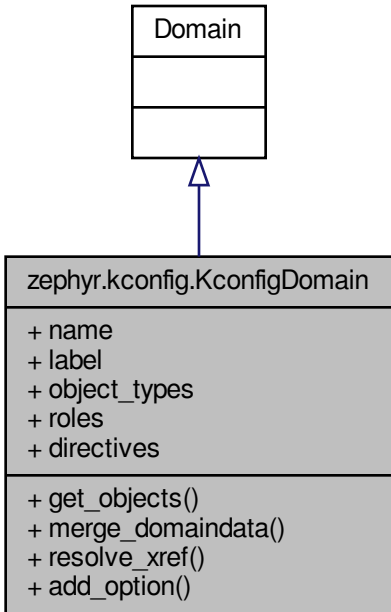 Domain
zephyr.kconfig.KconfigDomain
+ name
+ label
+ object_types
+ roles
+ directives
+ get_objects()
+ merge_domaindata()
+ resolve_xref()
+ add_option()